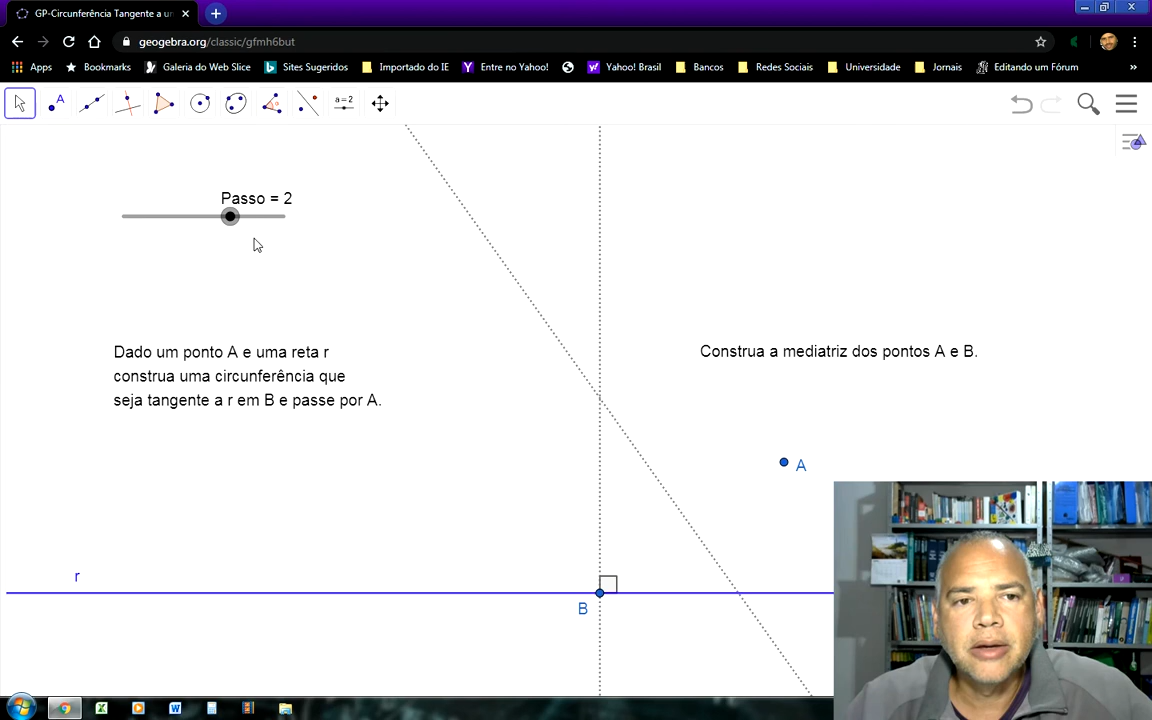 GP-Circunferência Tangente a un
geogebra.org/classic/gfmh6but
Apps
Bookmarks
Galeria do Web Slice
Sites Sugeridos
Importado do IE
Entre no Yahoo!
Yahoo! Brasil
Bancos
Redes Sociais
Universidade
Jornais
Editando um Fórum
»
A
a=2
Passo = 2
Dado um ponto A e uma reta r
construa uma circunferência que
seja tangente a r em B e passe por A.
Construa a mediatriz dos pontos A e B.
A
r
B